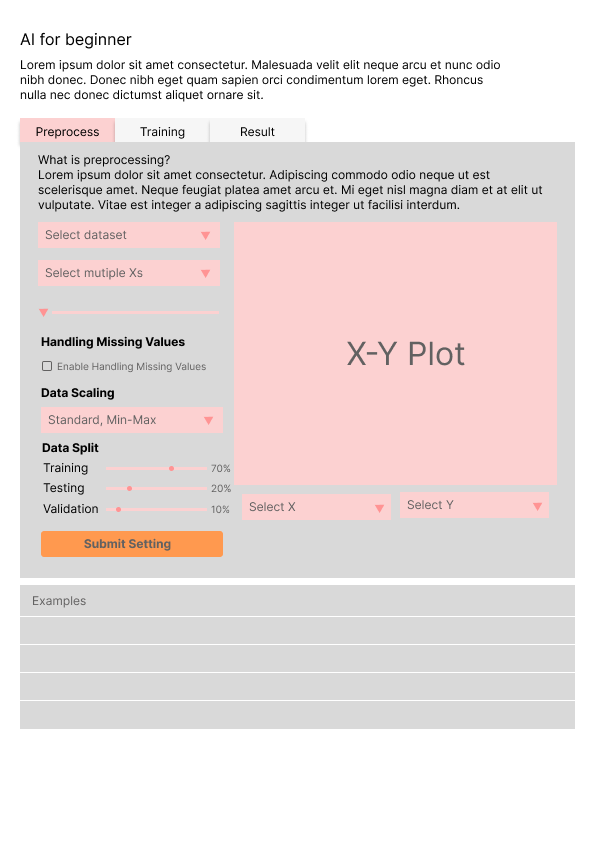 AI for beginner
Lorem ipsum dolor sit amet consectetur. Malesuada velit elit neque arcu et nunc odio
nibh donec. Donec nibh eget quam sapien orci condimentum lorem eget. Rhoncus
nulla nec donec dictumst aliquet ornare sit.
Preprocess Training Result
What is preprocessing?
Lorem ipsum dolor sit amet consectetur. Adipiscing commodo odio neque ut est
scelerisque amet. Neque feugiat platea amet arcu et. Mi eget nisl magna diam et at elit ut
vulputate. Vitae est integer a adipiscing sagittis integer ut facilisi interdum.
Select dataset
Select mutiple Xs
Handling Missing Values
Enable Handling Missing Values
Data Scaling
Standard, Min-Max
Data Split
Training 70%
Testing 20%
Validation 10%
Submit Setting
X-Y Plot
Select X
Select Y
Examples